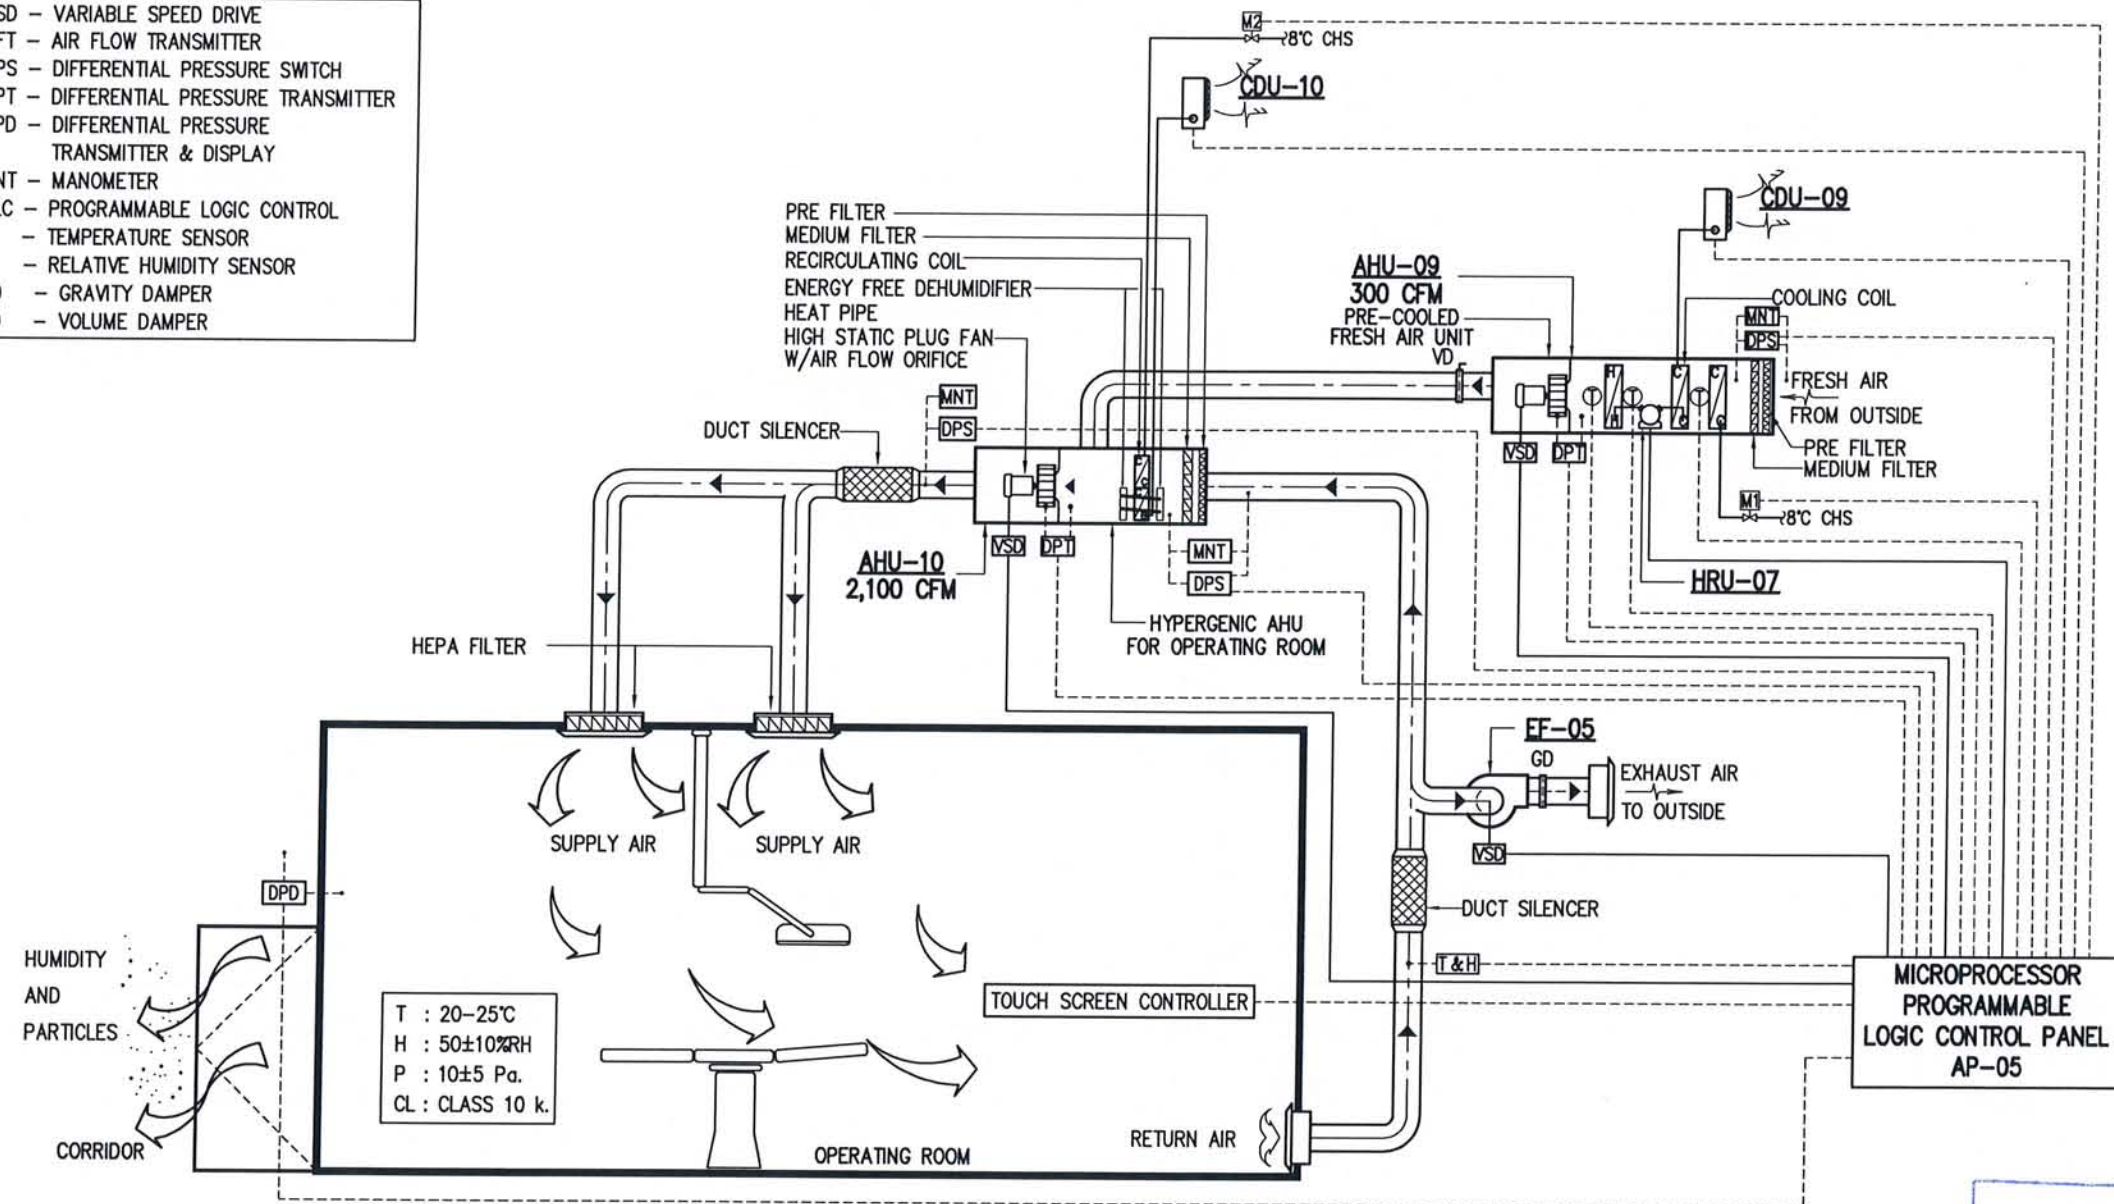 SD – VARIABLE SPEED DRIVE
FT – AIR FLOW TRANSMITTER
PS – DIFFERENTIAL PRESSURE SWITCH
PT – DIFFERENTIAL PRESSURE TRANSMITTER
PD – DIFFERENTIAL PRESSURE
TRANSMITTER & DISPLAY
NT – MANOMETER
LC – PROGRAMMABLE LOGIC CONTROL
– TEMPERATURE SENSOR
– RELATIVE HUMIDITY SENSOR
– GRAVITY DAMPER
– VOLUME DAMPER
M2
8°C CHS
CDU-10
CDU-09
PRE FILTER
MEDIUM FILTER
RECIRCULATING COIL
ENERGY FREE DEHUMIDIFIER
HEAT PIPE
HIGH STATIC PLUG FAN
W/AIR FLOW ORIFICE
AHU-09
300 CFM
PRE-COOLED
FRESH AIR UNIT
VD
COOLING COIL
MNT
DPS
H
H
C
C
C
C
FRESH AIR
FROM OUTSIDE
PRE FILTER
MEDIUM FILTER
VSD
DPT
M1
8°C CHS
HRU-07
MNT
DPS
DUCT SILENCER
AHU-10
2,100 CFM
VSD
DPT
MNT
DPS
HYPERGENIC AHU
FOR OPERATING ROOM
HEPA FILTER
EF-05
GD
EXHAUST AIR
TO OUTSIDE
VSD
SUPPLY AIR
SUPPLY AIR
DPD
DUCT SILENCER
T&H
HUMIDITY
AND
PARTICLES
CORRIDOR
T : 20-25°C
H : 50±10%RH
P : 10±5 Pa.
CL : CLASS 10 k.
TOUCH SCREEN CONTROLLER
MICROPROCESSOR
PROGRAMMABLE
LOGIC CONTROL PANEL
AP-05
RETURN AIR
OPERATING ROOM